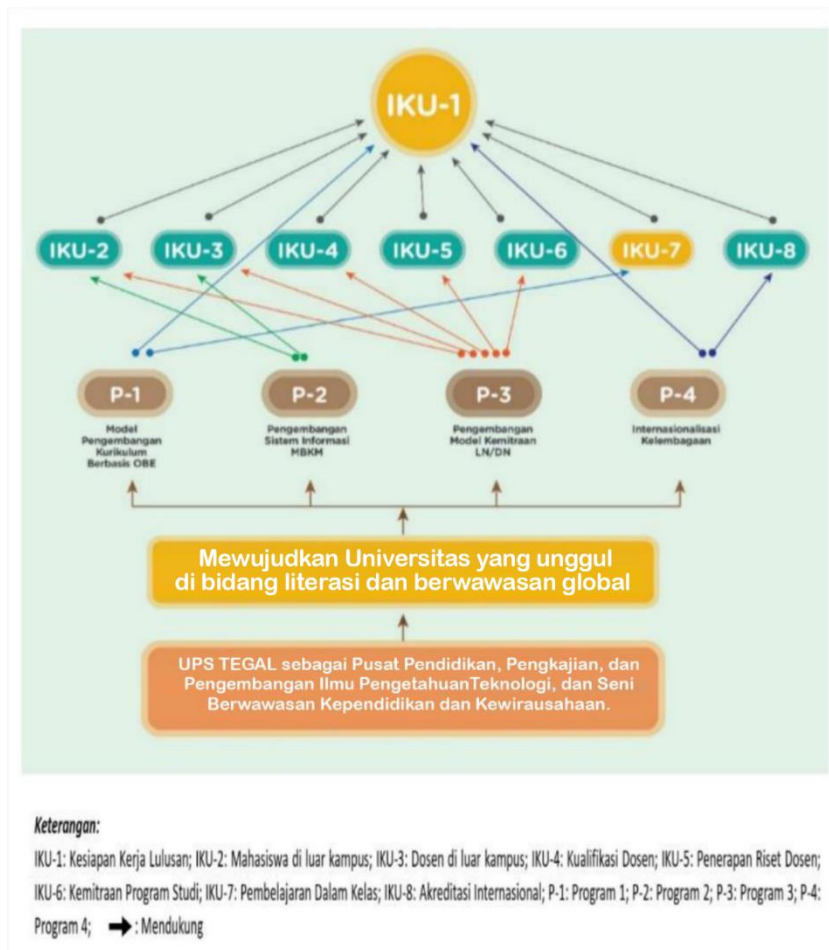 IKU-1
IKU-2
IKU-3
IKU-4
IKU-5
IKU-6
IKU-7
IKU-8
P-1
P-2
P-3
P-4
Model
Pengembangan
Kurikulum
Berbasis OBE
Pengembangan
Sistem Informasi
MBKM
Pengembangan
Model Kemitraan
LN/DN
Internasionalisasi
Kelembagaan
Mewujudkan Universitas yang unggul
di bidang literasi dan berwawasan global
UPS TEGAL sebagai Pusat Pendidikan, Pengkajian, dan
Pengembangan Ilmu PengetahuanTeknologi, dan Seni
Berwawasan Kependidikan dan Kewirausahaan.
Keterangan:
IKU-1: Kesiapan Kerja Lulusan; IKU-2: Mahasiswa di luar kampus; IKU-3: Dosen di luar kampus; IKU-4: Kualifikasi Dosen; IKU-5: Penerapan Riset Dosen;
IKU-6: Kemitraan Program Studi; IKU-7: Pembelajaran Dalam Kelas; IKU-8: Akreditasi Internasional; P-1: Program 1; P-2: Program 2; P-3: Program 3; P-4:
Program 4; ➡: Mendukung